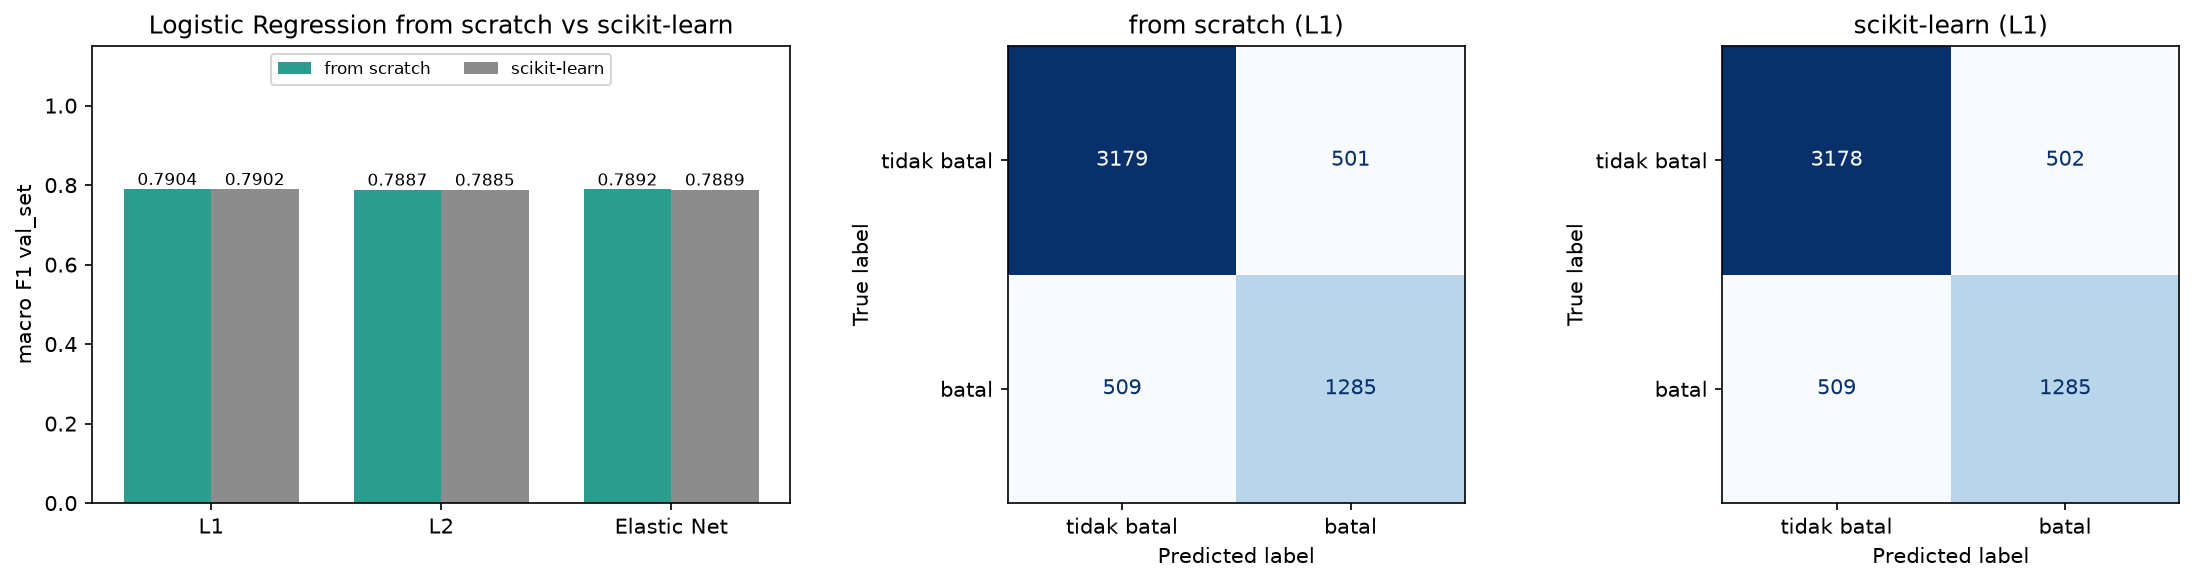 Logistic Regression from scratch vs scikit-learn
from scratch
scikit-learn
macro F1 val_set
1.0
0.8
0.6
0.4
0.2
0.0
0.7904
0.7902
0.7887
0.7885
0.7892
0.7889
L1
L2
Elastic Net
from scratch (L1)
True label
tidak batal
3179
501
batal
509
1285
tidak batal
batal
Predicted label
scikit-learn (L1)
True label
tidak batal
3178
502
batal
509
1285
tidak batal
batal
Predicted label